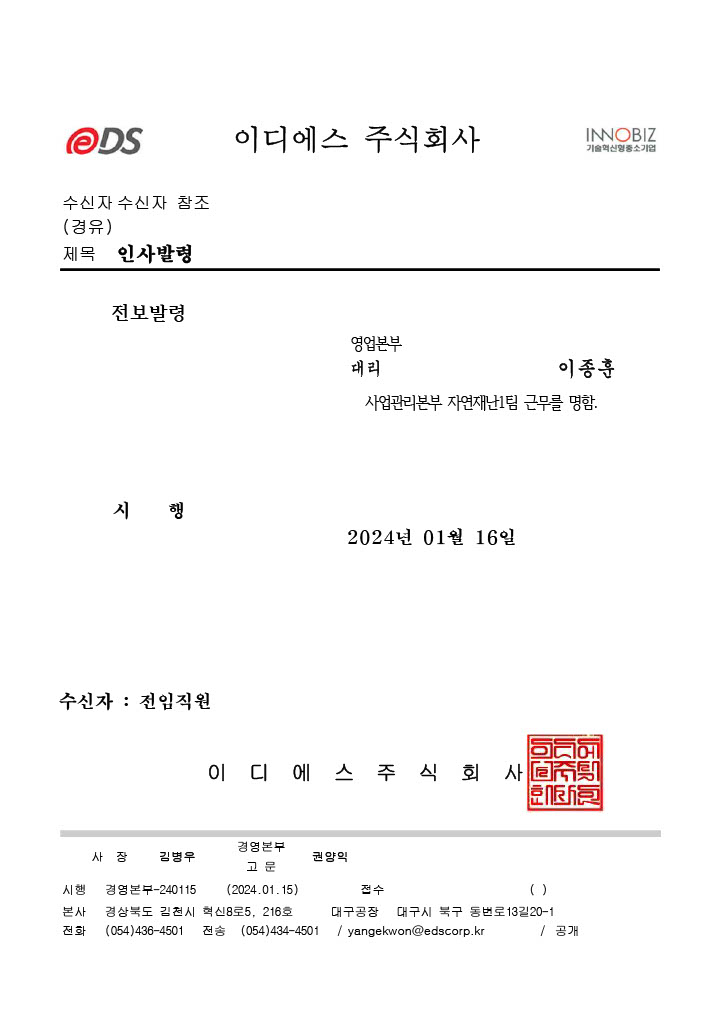 eDS 이디에스 주식회사 INNOBIZ
기술혁신형중소기업
수신자 수신자 참조
(경유)
제목 인사발령
전보발령
영업본부
대리 이종훈
사업관리본부 자연재난1팀 근무를 명함.
시 행
2024년 01월 16일
수신자 : 전임직원
이 디 에 스 주 식 회 사
사 장 김병우 경영본부 고 문 권양익
시행 경영본부-240115 (2024.01.15) 접수 ( )
본사 경상북도 김천시 혁신8로5, 216호 대구공장 대구시 북구 동변로13길20-1
전화 (054)436-4501 전송 (054)434-4501 / yangekwon@edscorp.kr / 공개